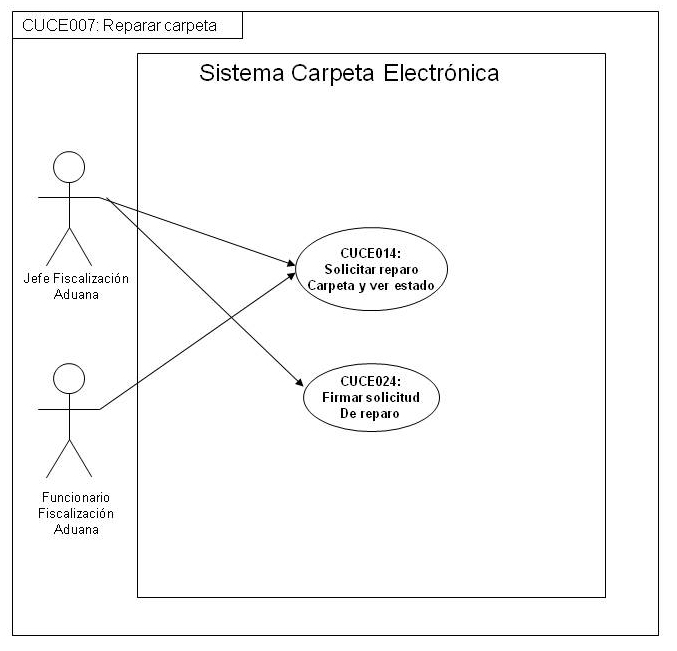 CUCE007: Reparar carpeta
Sistema Carpeta Electrónica
Jefe Fiscalización
Aduana
CUCE014:
Solicitar reparo
Carpeta y ver estado
CUCE024:
Firmar solicitud
De reparo
Funcionario
Fiscalización
Aduana